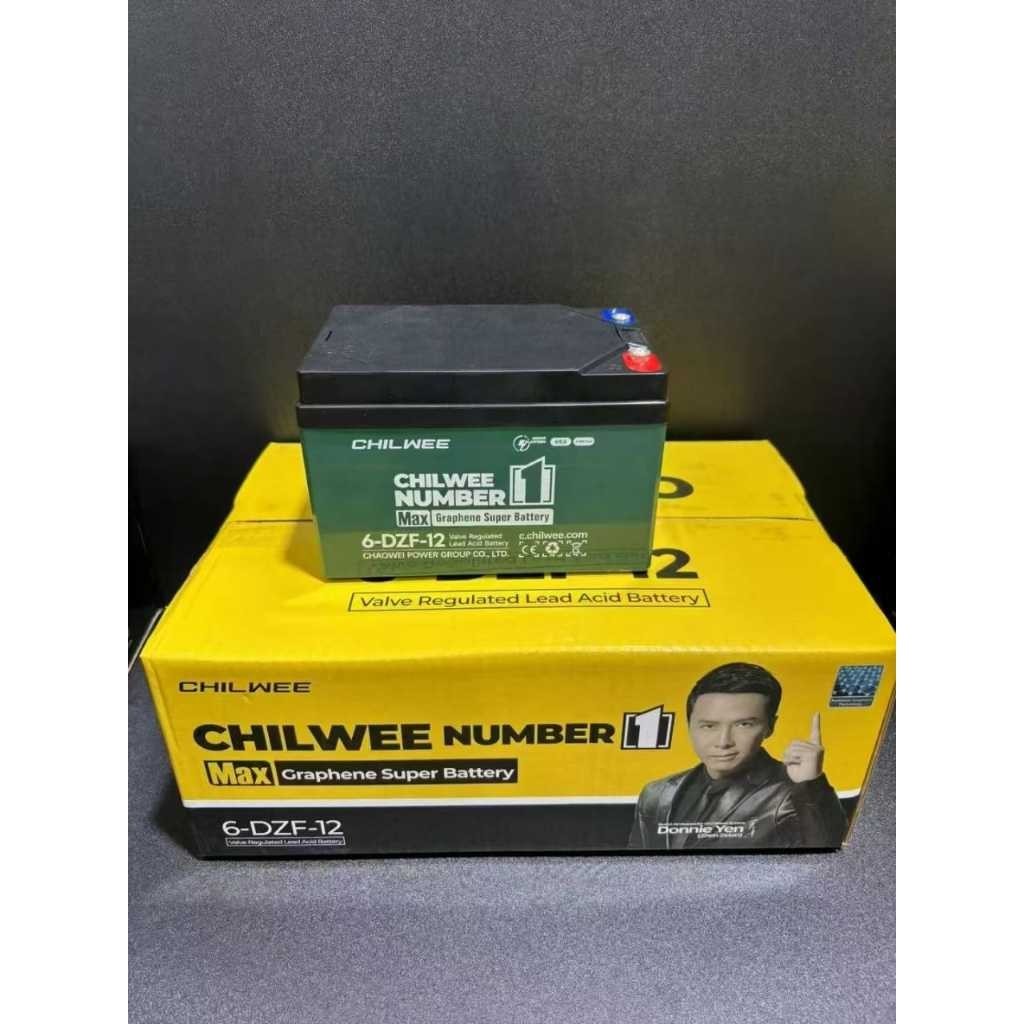 CHILWEE
CHILWEE
NUMBER 1
Max Graphene Super Battery
6-DZF-12 Valve Regulated
Lead Acid Battery
c.chilwee.com
CHAOWEI POWER GROUP CO., LTD.
CE
Valve Regulated Lead Acid Battery
CHILWEE
CHILWEE NUMBER 1
Max Graphene Super Battery
6-DZF-12
Valve Regulated Lead Acid Battery
Donnie Yen